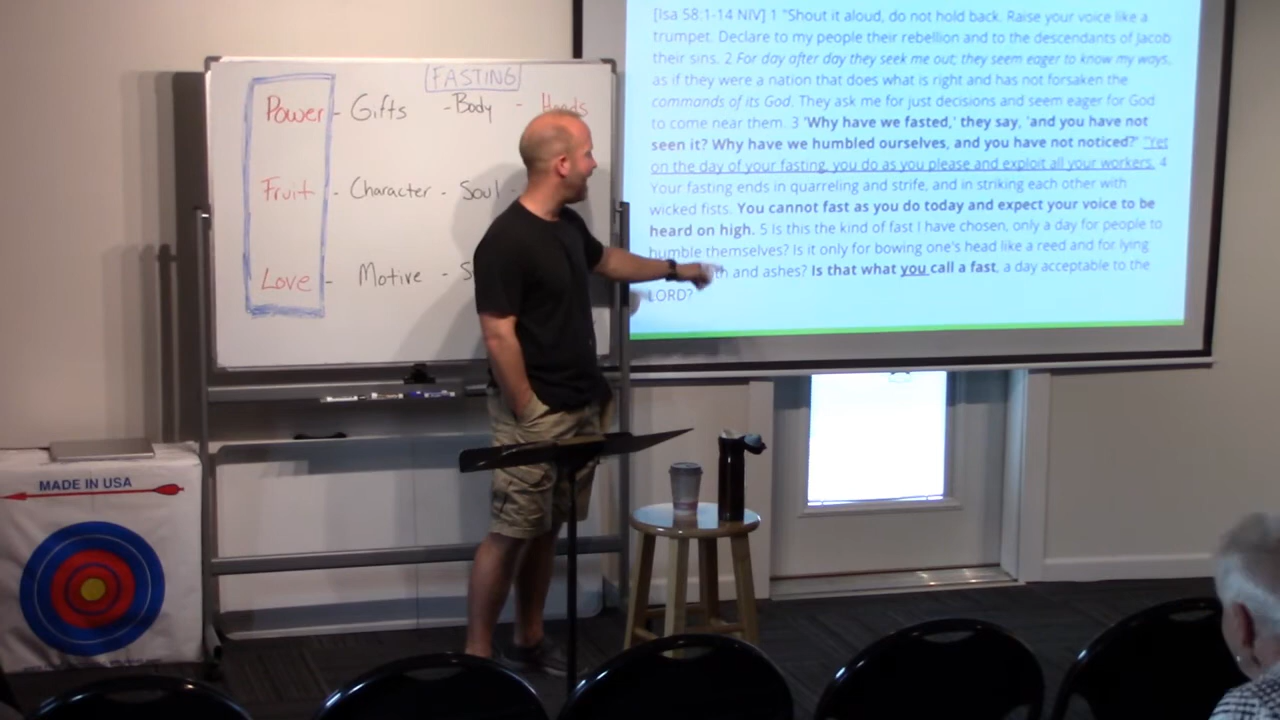 FASTING
Power - Gifts - Body - Hands
Fruit - Character - Soul -
Love - Motive - S
[Isa 58:1-14 NIV] 1 "Shout it aloud, do not hold back. Raise your voice like a
trumpet. Declare to my people their rebellion and to the descendants of Jacob
their sins. 2 For day after day they seek me out; they seem eager to know my ways,
as if they were a nation that does what is right and has not forsaken the
commands of its God. They ask me for just decisions and seem eager for God
to come near them. 3 'Why have we fasted,' they say, 'and you have not
seen it? Why have we humbled ourselves, and you have not noticed?' "Yet
on the day of your fasting, you do as you please and exploit all your workers. 4
Your fasting ends in quarreling and strife, and in striking each other with
wicked fists. You cannot fast as you do today and expect your voice to be
heard on high. 5 Is this the kind of fast I have chosen, only a day for people to
humble themselves? Is it only for bowing one's head like a reed and for lying
and ashes? Is that what you call a fast, a day acceptable to the
LORD?
MADE IN USA